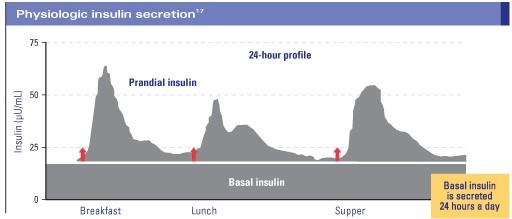 Physiologic insulin secretion17
75
24-hour profile
Prandial insulin
50
Insulin (µU/mL)
25
Basal insulin
0
Basal insulin
is secreted
24 hours a day
Breakfast
Lunch
Supper